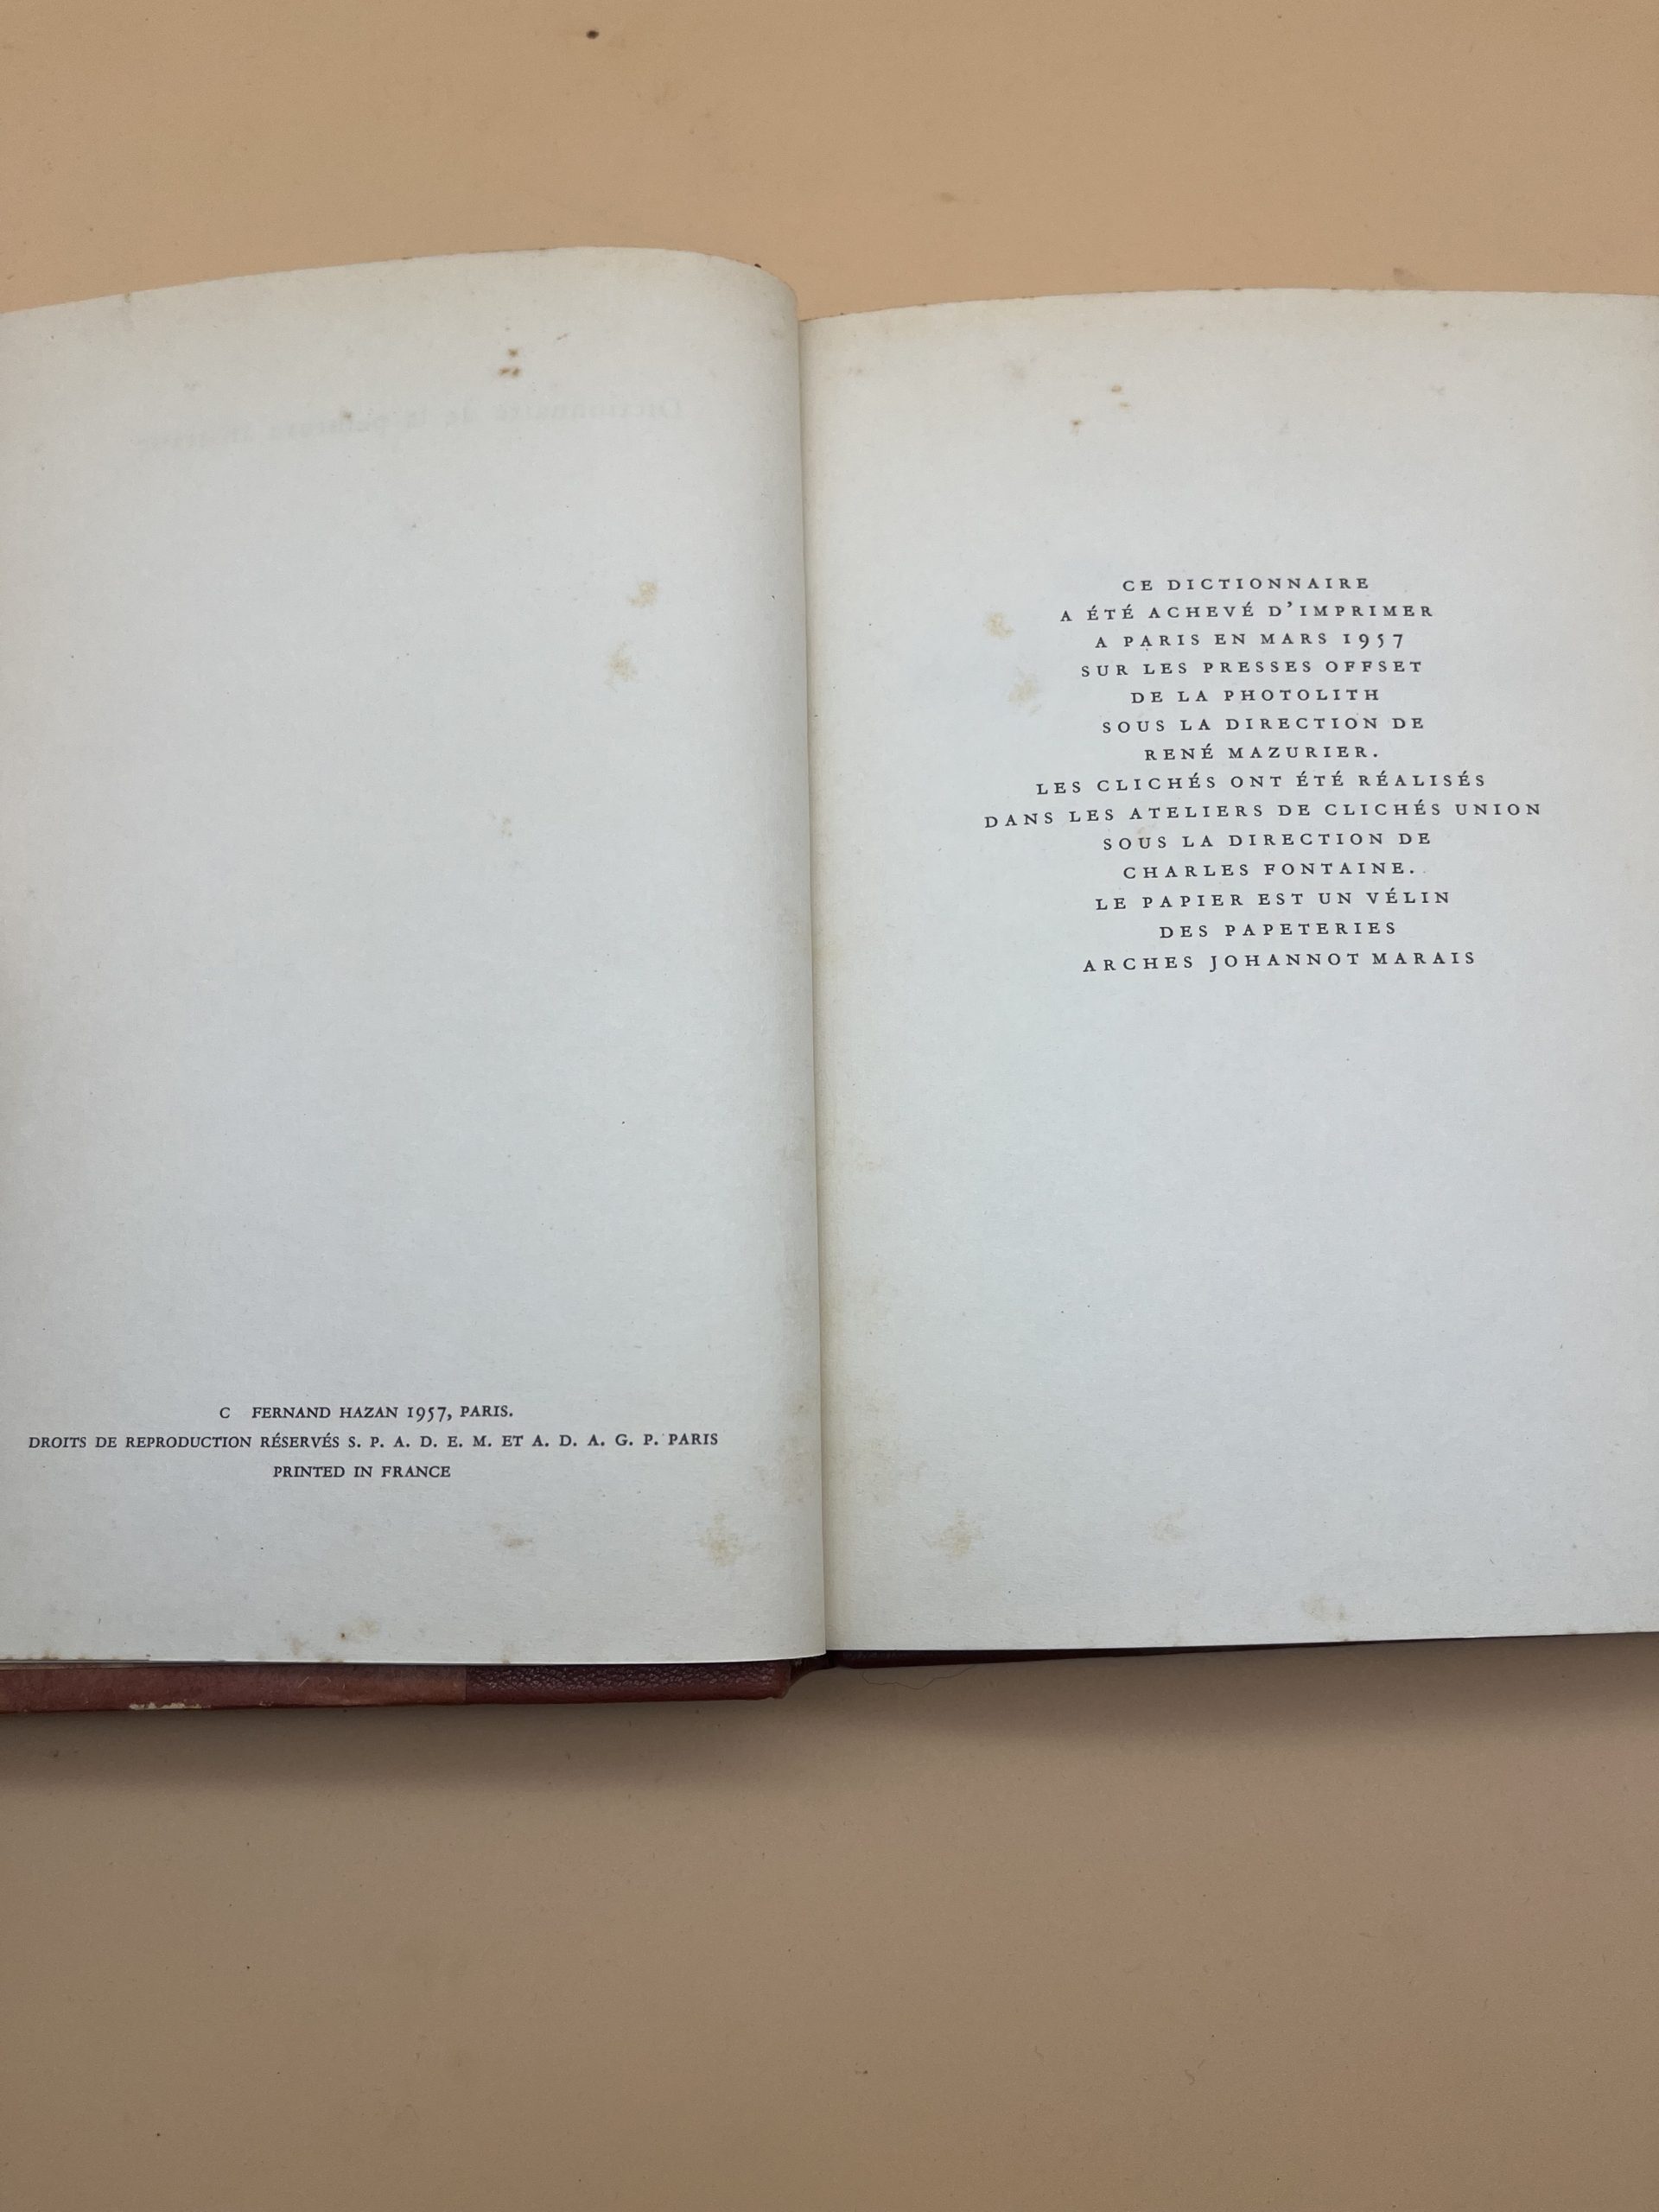 C FERNAND HAZAN 1957, PARIS.
DROITS DE REPRODUCTION RÉSERVÉS S. P. A. D. E. M. ET A. D. A. G. P. PARIS
PRINTED IN FRANCE
CE DICTIONNAIRE
A ÉTÉ ACHEVÉ D'IMPRIMER
A PARIS EN MARS 1957
SUR LES PRESSES OFFSET
DE LA PHOTOLITH
SOUS LA DIRECTION DE
RENÉ MAZURIER.
LES CLICHÉS ONT ÉTÉ RÉALISÉS
DANS LES ATELIERS DE CLICHÉS UNION
SOUS LA DIRECTION DE
CHARLES FONTAINE.
LE PAPIER EST UN VÉLIN
DES PAPETERIES
ARCHES JOHANNOT MARAIS